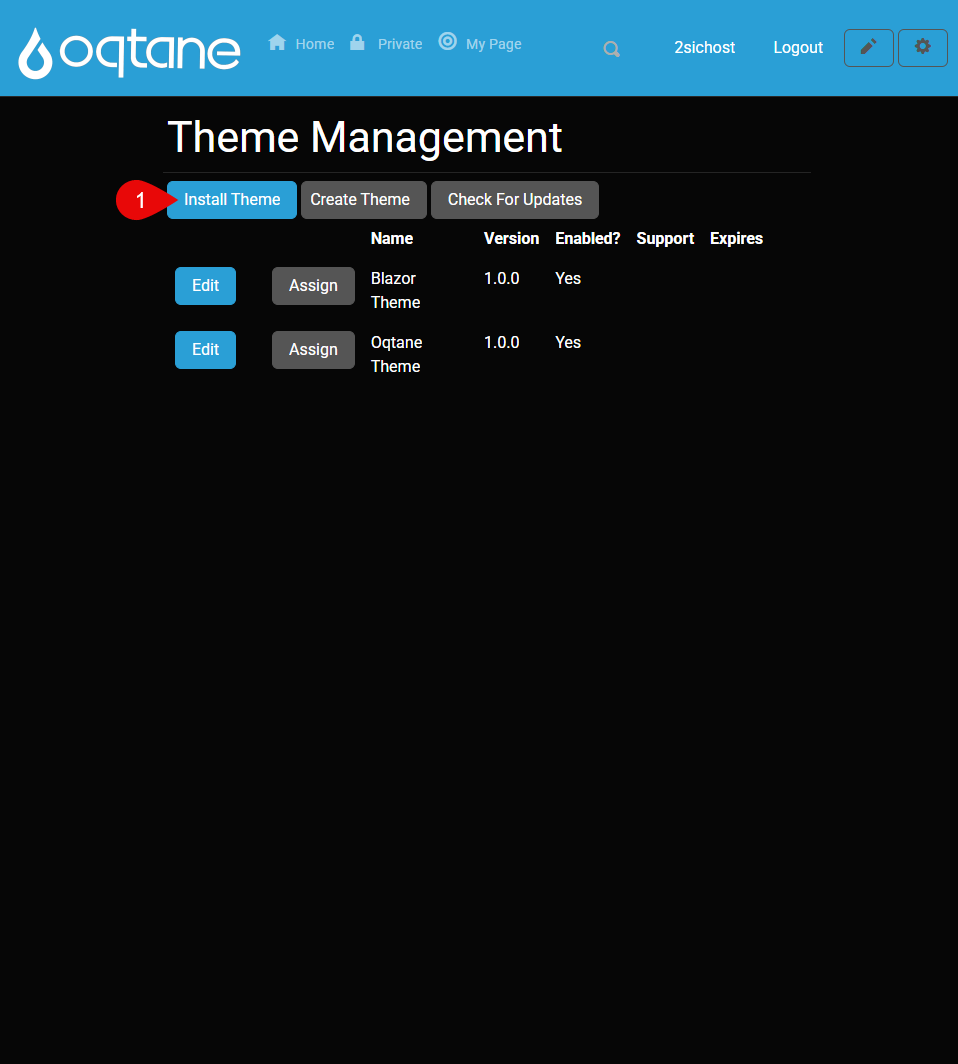 oqtane Home Private My Page 2sichost Logout
Theme Management
1 Install Theme Create Theme Check For Updates
Name Version Enabled? Support Expires
Edit Assign Blazor Theme 1.0.0 Yes
Edit Assign Oqtane Theme 1.0.0 Yes